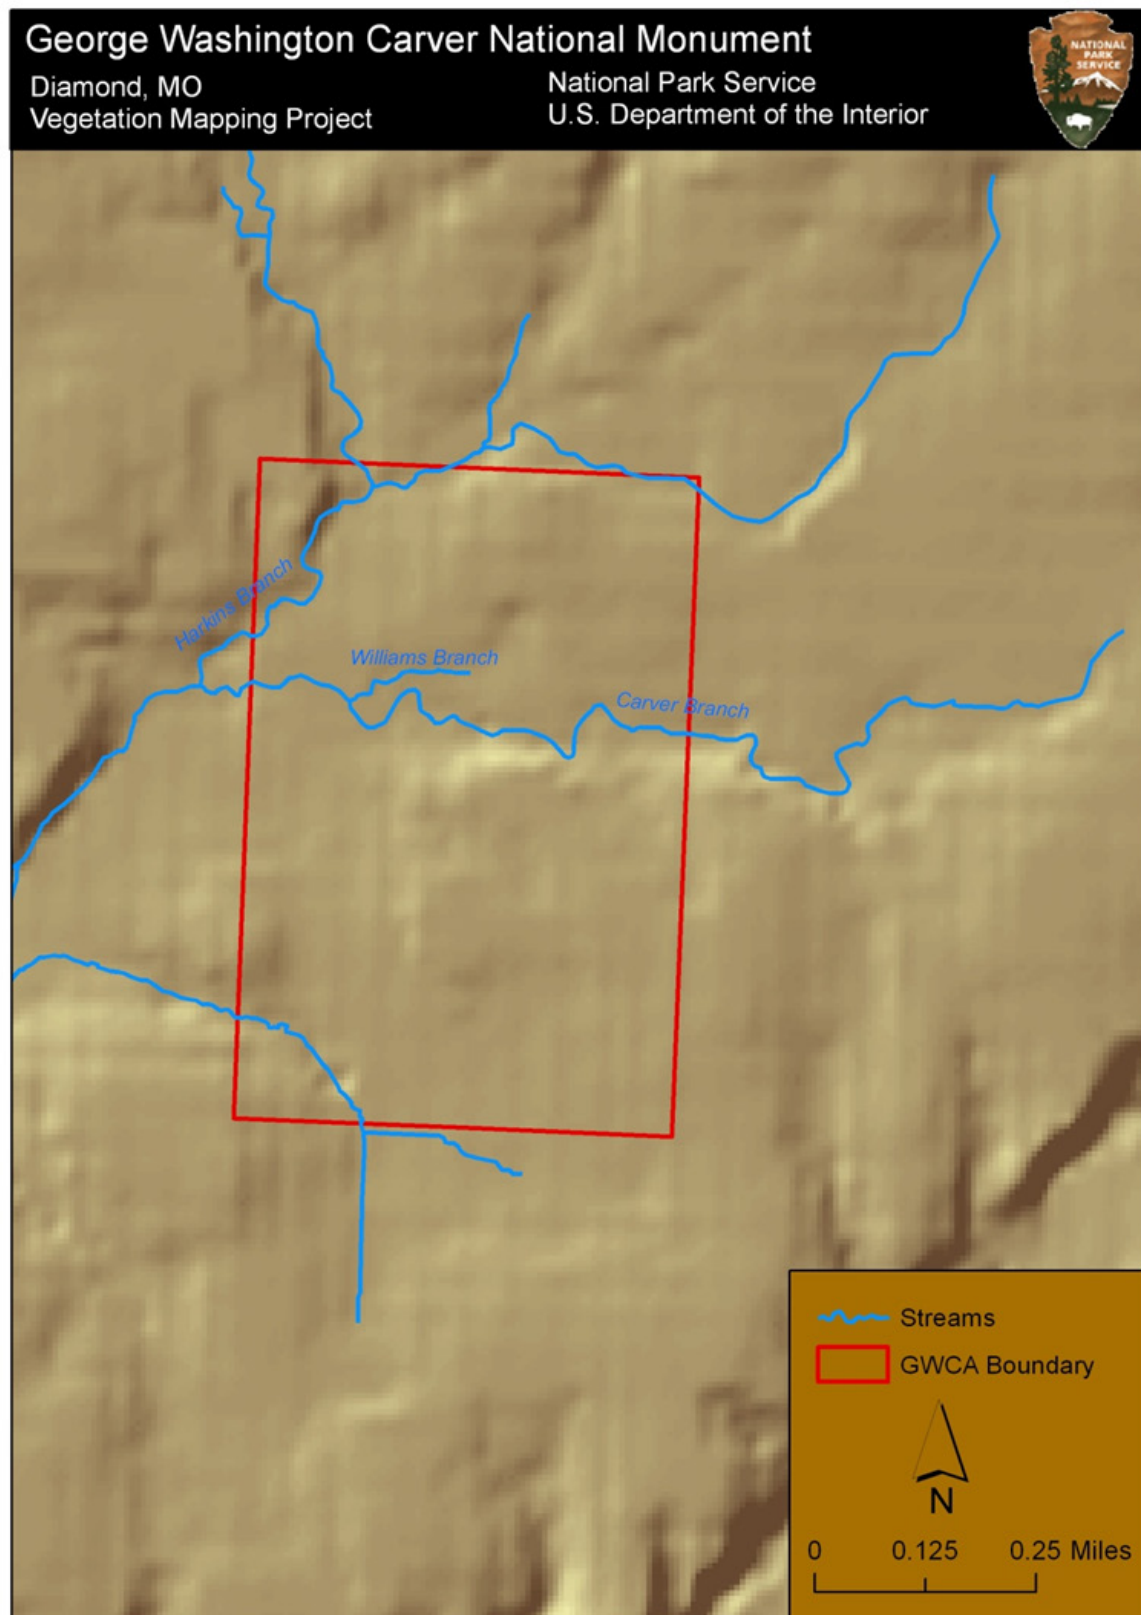 George Washington Carver National Monument
Diamond, MO
Vegetation Mapping Project
National Park Service
U.S. Department of the Interior
NATIONAL
PARK
SERVICE
Harkins Branch
Williams Branch
Carver Branch
Streams
GWCA Boundary
N
0 0.125 0.25 Miles